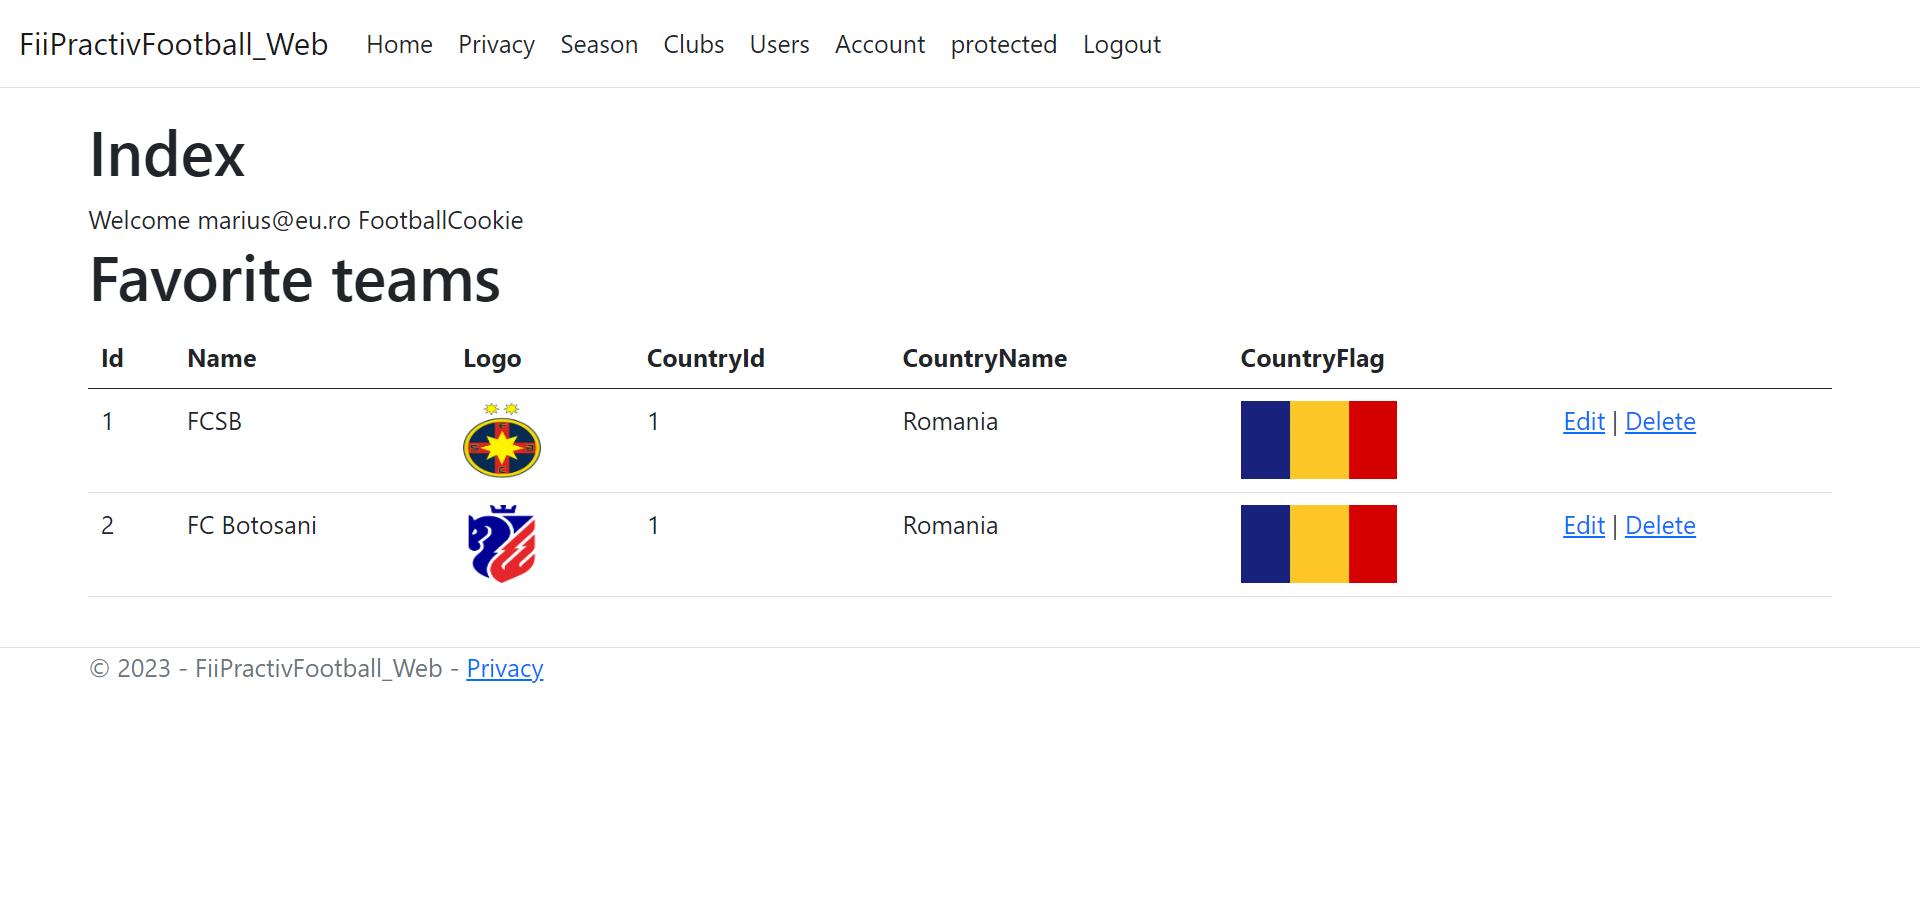 FiiPractivFootball_Web Home Privacy Season Clubs Users Account protected Logout
Index
Welcome marius@eu.ro FootballCookie
Favorite teams
Id Name Logo CountryId CountryName CountryFlag
1 FCSB 1 Romania Edit | Delete
2 FC Botosani 1 Romania Edit | Delete
© 2023 - FiiPractivFootball_Web - Privacy